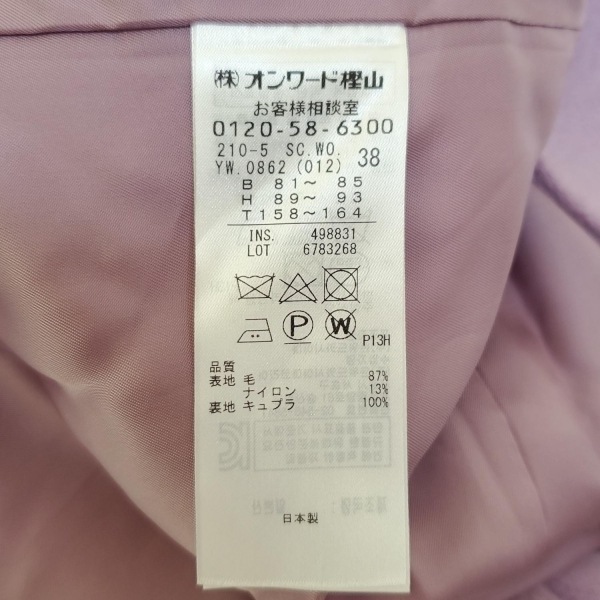 (株)オンワード樫山
お客様相談室
0120-58-6300
210-5 SC.WO.
YW.0862 (012) 38
B 81～ 85
H 89～ 93
T158～164
INS. 498831
LOT 6783268
P W
P13H
品質
表地 毛 87%
ナイロン 13%
裏地 キュプラ 100%
日本製